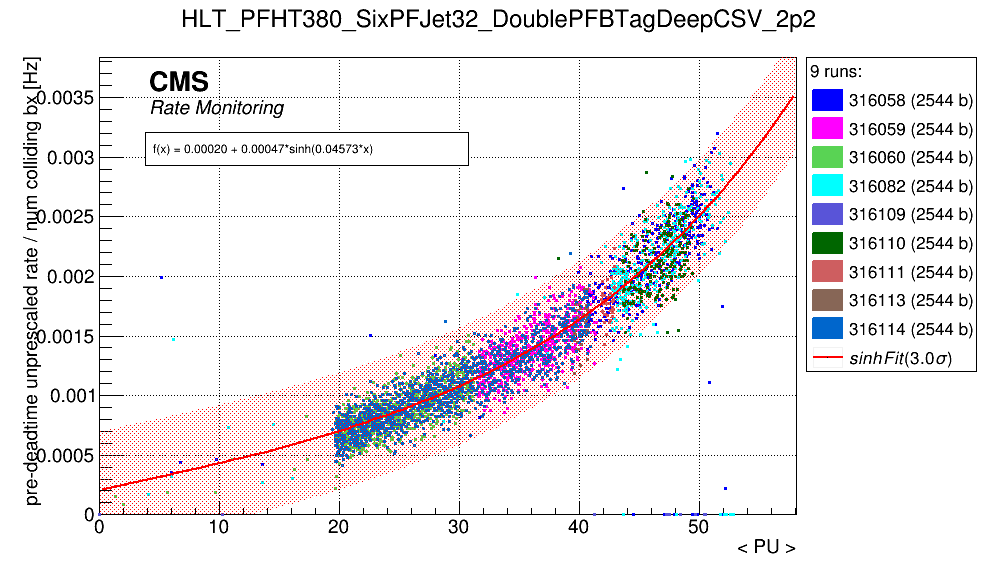 HLT_PFHT380_SixPFJet32_DoublePFBTagDeepCSV_2p2
pre-deadtime unprescaled rate / num colliding bx [Hz]
CMS
Rate Monitoring
f(x) = 0.00020 + 0.00047*sinh(0.04573*x)
0.0035
0.003
0.0025
0.002
0.0015
0.001
0.0005
0
0 10 20 30 40 50
< PU >
9 runs:
316058 (2544 b)
316059 (2544 b)
316060 (2544 b)
316082 (2544 b)
316109 (2544 b)
316110 (2544 b)
316111 (2544 b)
316113 (2544 b)
316114 (2544 b)
sinhFit(3.0σ)